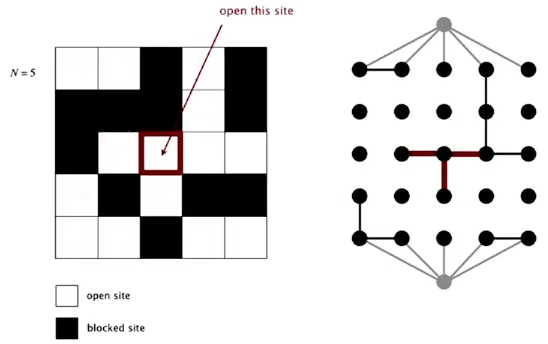 open this site
N = 5
open site
blocked site